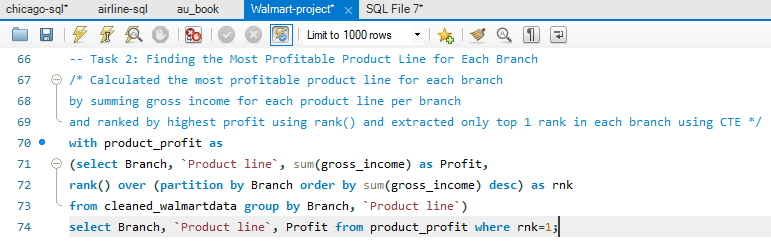 chicago-sql* airline-sql au_book Walmart-project* SQL File 7*
Limit to 1000 rows
66 -- Task 2: Finding the Most Profitable Product Line for Each Branch
67 /* Calculated the most profitable product line for each branch
68 by summing gross income for each product line per branch
69 and ranked by highest profit using rank() and extracted only top 1 rank in each branch using CTE */
70 with product_profit as
71 (select Branch, `Product line`, sum(gross_income) as Profit,
72 rank() over (partition by Branch order by sum(gross_income) desc) as rnk
73 from cleaned_walmartdata group by Branch, `Product line`)
74 select Branch, `Product line`, Profit from product_profit where rnk=1;